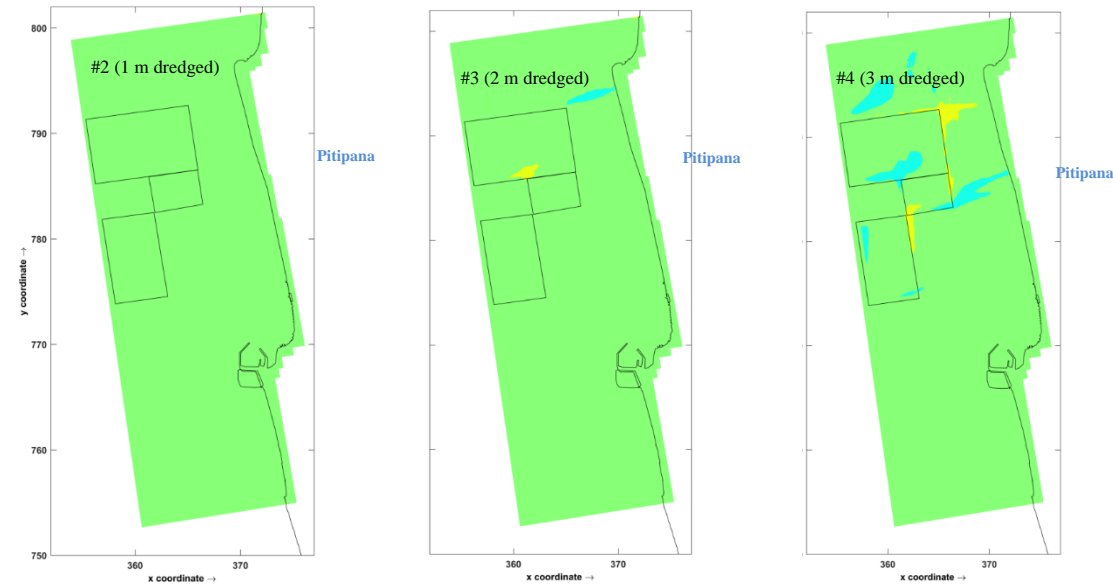 #2 (1 m dredged)
Pitipana
800
790
780
770
760
750
y coordinate →
360
370
x coordinate →
#3 (2 m dredged)
Pitipana
360
370
x coordinate →
#4 (3 m dredged)
Pitipana
360
370
x coordinate →